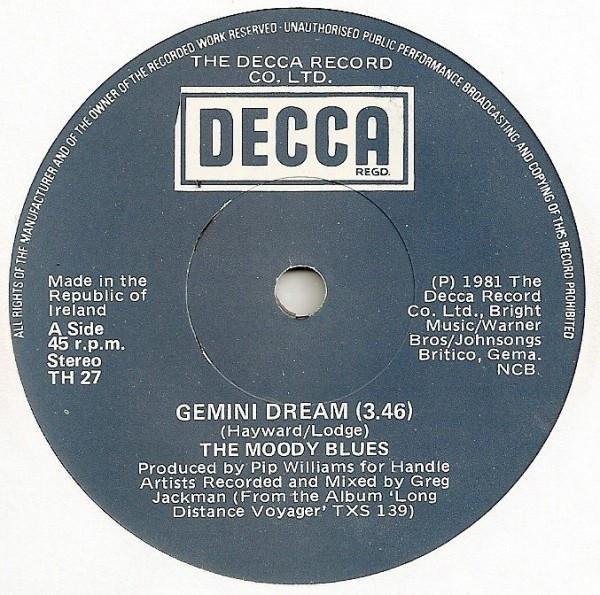 ALL RIGHTS OF THE MANUFACTURER AND OF THE OWNER OF THE RECORDED WORK RESERVED - UNAUTHORISED PUBLIC PERFORMANCE BROADCASTING AND COPYING OF THIS RECORD PROHIBITED
THE DECCA RECORD
CO. LTD.
DECCA
REGD.
Made in the
Republic of
Ireland
A Side
45 r.p.m.
Stereo
TH 27
(P) 1981 The
Decca Record
Co. Ltd., Bright
Music/Warner
Bros/Johnsongs
Britico, Gema.
NCB.
GEMINI DREAM (3.46)
(Hayward/Lodge)
THE MOODY BLUES
Produced by Pip Williams for Handle
Artists Recorded and Mixed by Greg
Jackman (From the Album ‘Long
Distance Voyager’ TXS 139)